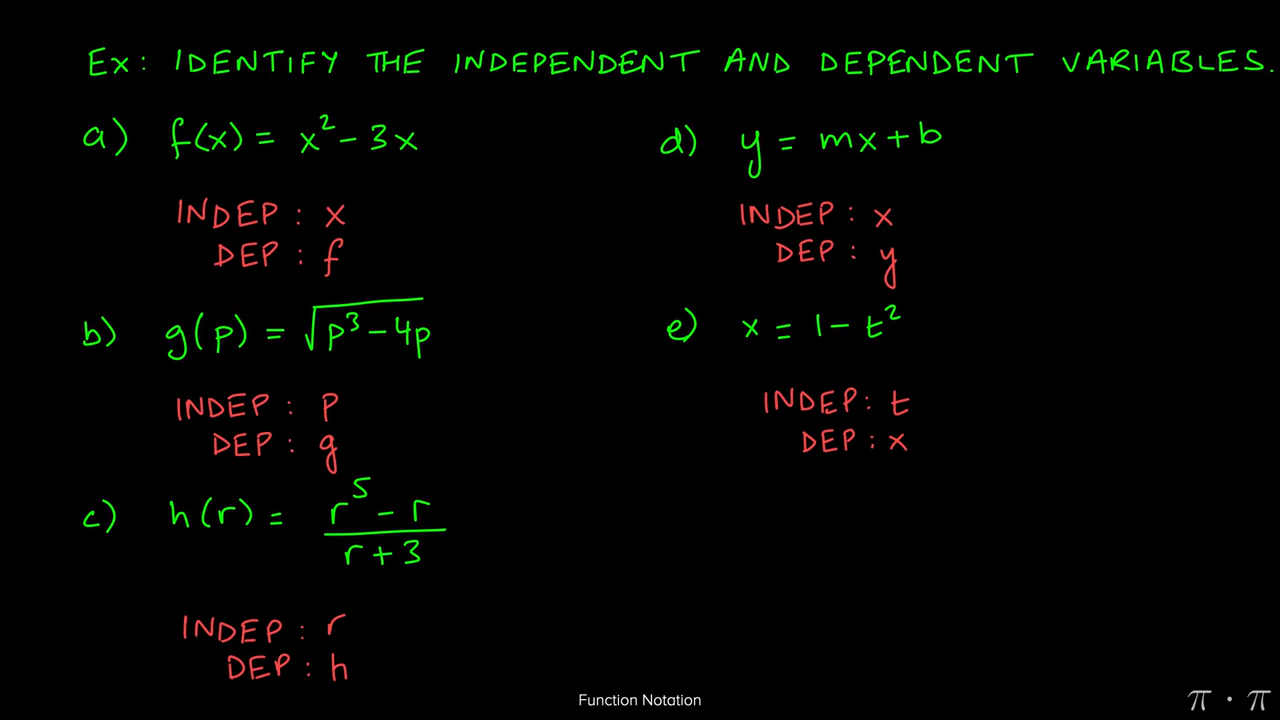 Ex: IDENTIFY THE INDEPENDENT AND DEPENDENT VARIABLES.
a) f(x) = x² - 3x
INDEP: x
DEP: f
b) g(p) = √(p³ - 4p)
INDEP: p
DEP: g
c) h(r) = (r⁵ - r)/(r + 3)
INDEP: r
DEP: h
d) y = mx + b
INDEP: x
DEP: y
e) x = 1 - t²
INDEP: t
DEP: x
Function Notation
π · π